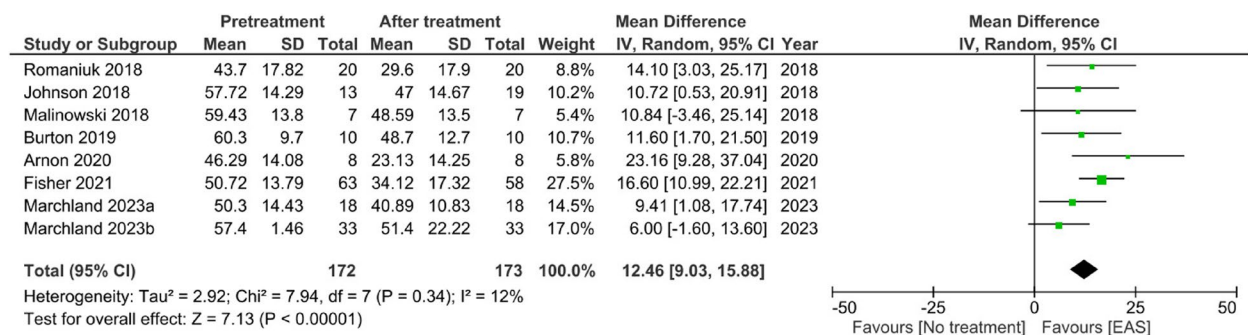 Pretreatment After treatment Mean Difference Mean Difference
Study or Subgroup Mean SD Total Mean SD Total Weight IV, Random, 95% CI Year IV, Random, 95% CI
Romaniuk 2018 43.7 17.82 20 29.6 17.9 20 8.8% 14.10 [3.03, 25.17] 2018
Johnson 2018 57.72 14.29 13 47 14.67 19 10.2% 10.72 [0.53, 20.91] 2018
Malinowski 2018 59.43 13.8 7 48.59 13.5 7 5.4% 10.84 [-3.46, 25.14] 2018
Burton 2019 60.3 9.7 10 48.7 12.7 10 12.0% 11.60 [1.70, 21.50] 2019
Arnon 2020 46.29 14.08 8 23.13 14.25 8 5.8% 23.16 [9.28, 37.04] 2020
Fisher 2021 50.72 13.79 63 34.12 17.32 58 27.5% 16.60 [10.99, 22.21] 2021
Marchland 2023a 50.3 14.43 18 40.89 10.83 18 14.5% 9.41 [1.08, 17.74] 2023
Marchland 2023b 57.4 1.46 33 51.4 22.22 33 17.0% 6.00 [-1.60, 13.60] 2023
Total (95% CI) 172 173 100.0% 12.46 [9.03, 15.88]
Heterogeneity: Tau² = 2.92; Chi² = 7.94, df = 7 (P = 0.34); I² = 12%
Test for overall effect: Z = 7.13 (P < 0.00001)
-50 -25 0 25 50
Favours [No treatment] Favours [EAS]